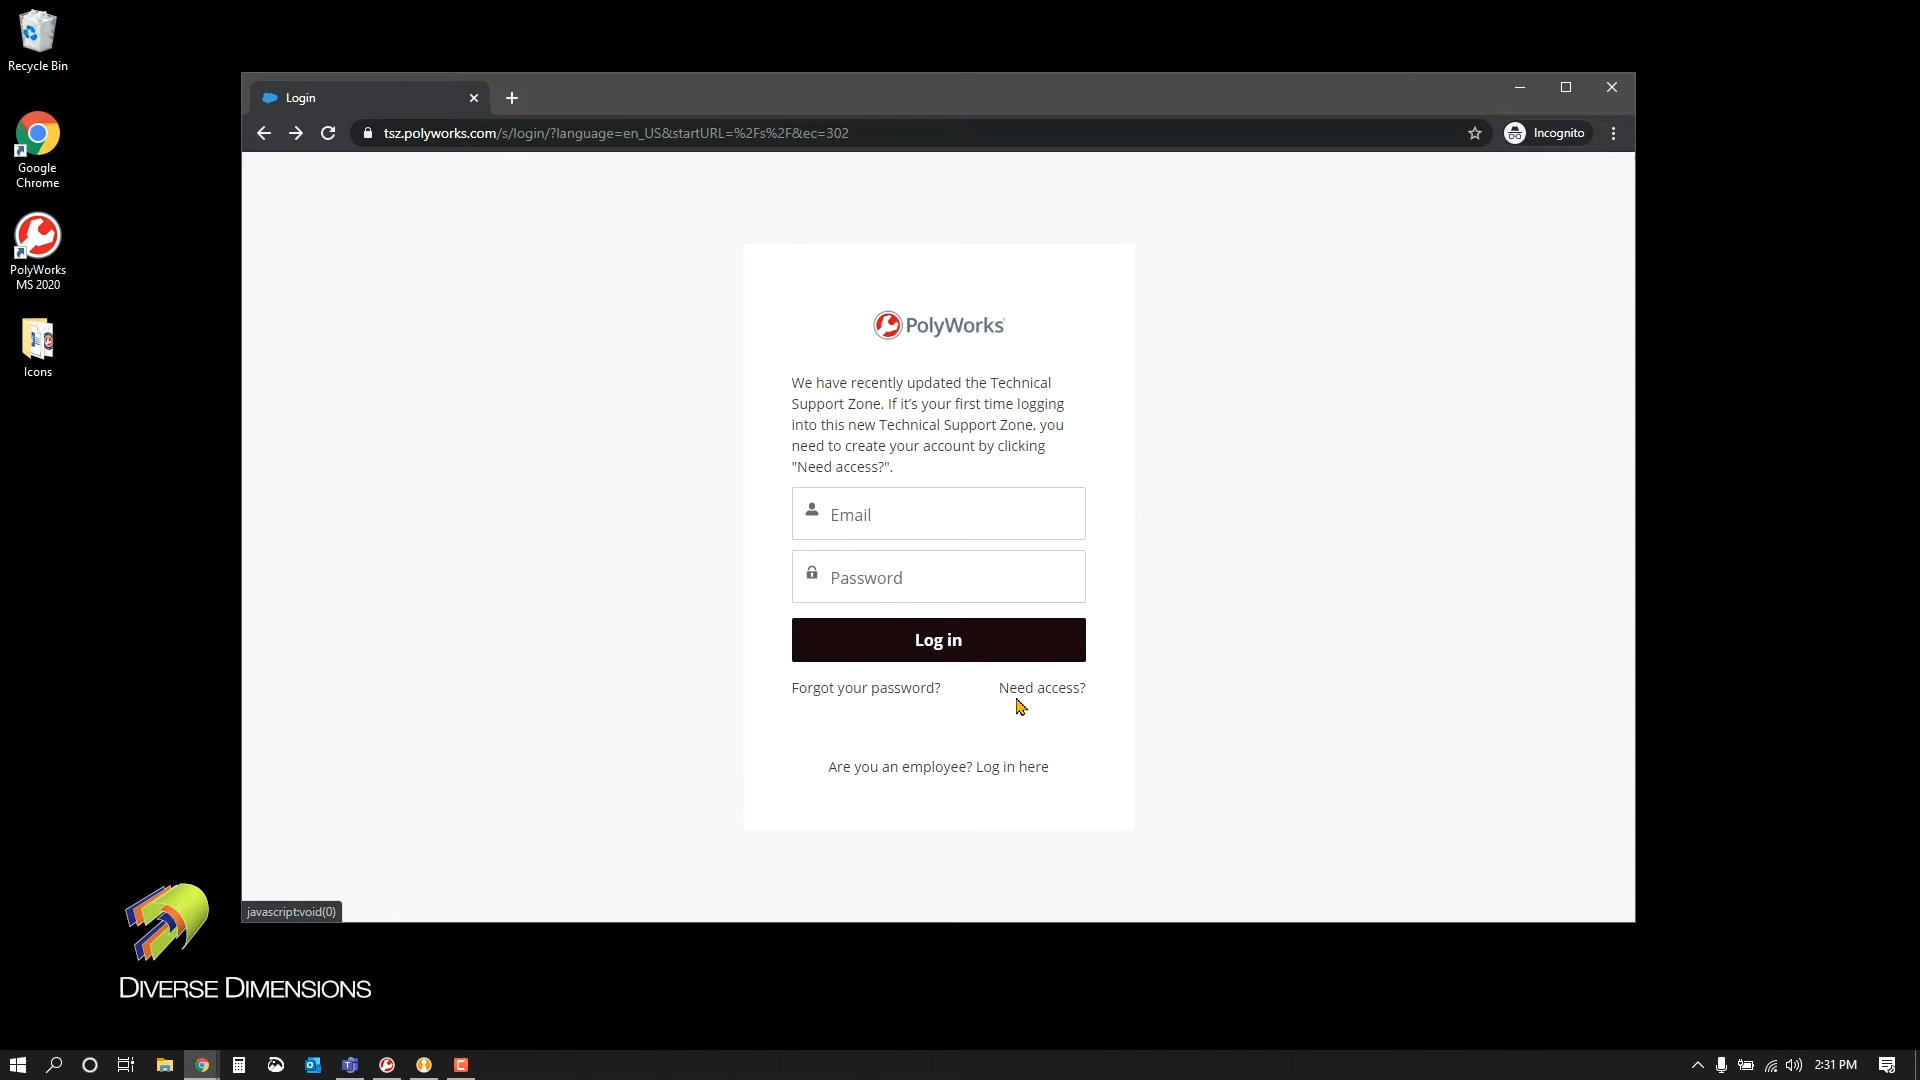 Recycle Bin
Google
Chrome
PolyWorks
MS 2020
Icons
Login
tsz.polyworks.com/s/login/?language=en_US&startURL=%2Fs%2F&ec=302
Incognito
PolyWorks
We have recently updated the Technical
Support Zone. If it’s your first time logging
into this new Technical Support Zone, you
need to create your account by clicking
"Need access?".
Email
Password
Log in
Forgot your password?
Need access?
Are you an employee? Log in here
javascript:void(0)
DIVERSE DIMENSIONS
2:31 PM